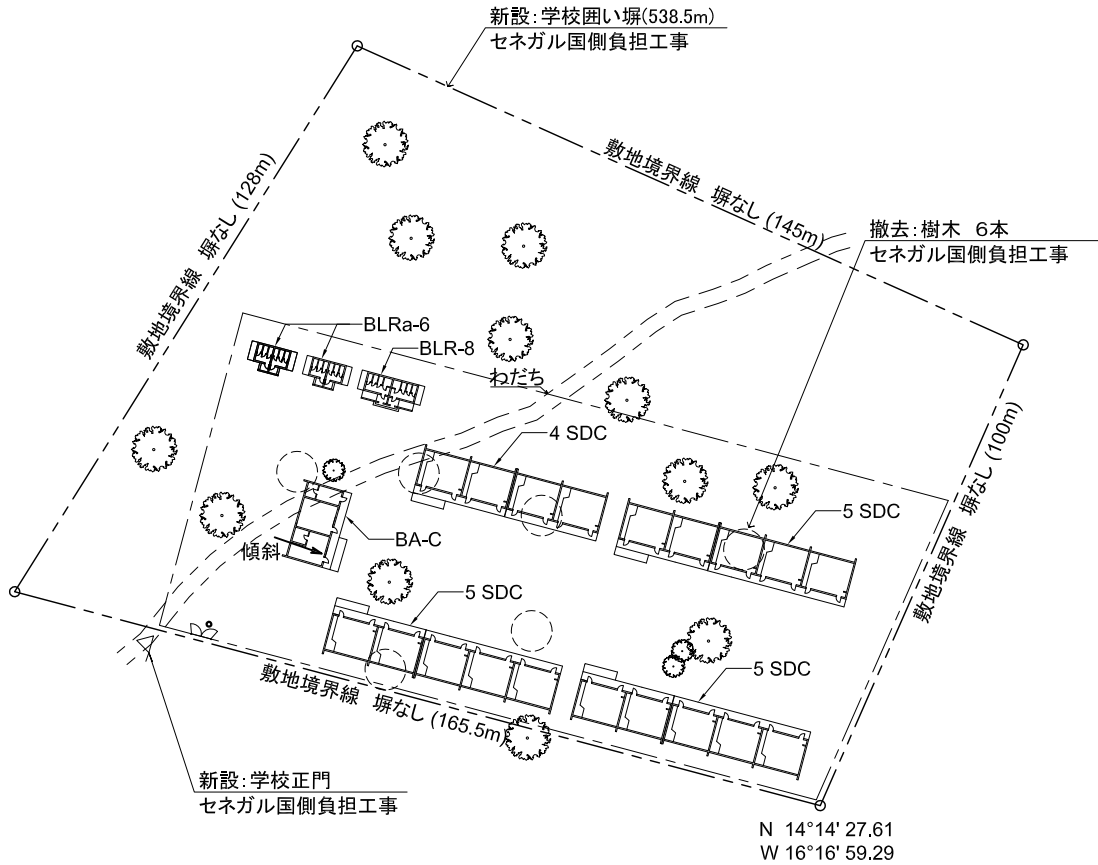 新設:学校囲い塀(538.5m)
セネガル国側負担工事
敷地境界線 塀なし (128m)
敷地境界線 塀なし (145m)
撤去:樹木 6本
セネガル国側負担工事
BLRa-6
BLR-8
わだち
4 SDC
5 SDC
BA-C
傾斜
敷地境界線 塀なし (100m)
5 SDC
5 SDC
敷地境界線 塀なし (165.5m)
新設:学校正門
セネガル国側負担工事
N 14°14' 27.61
W 16°16' 59.29